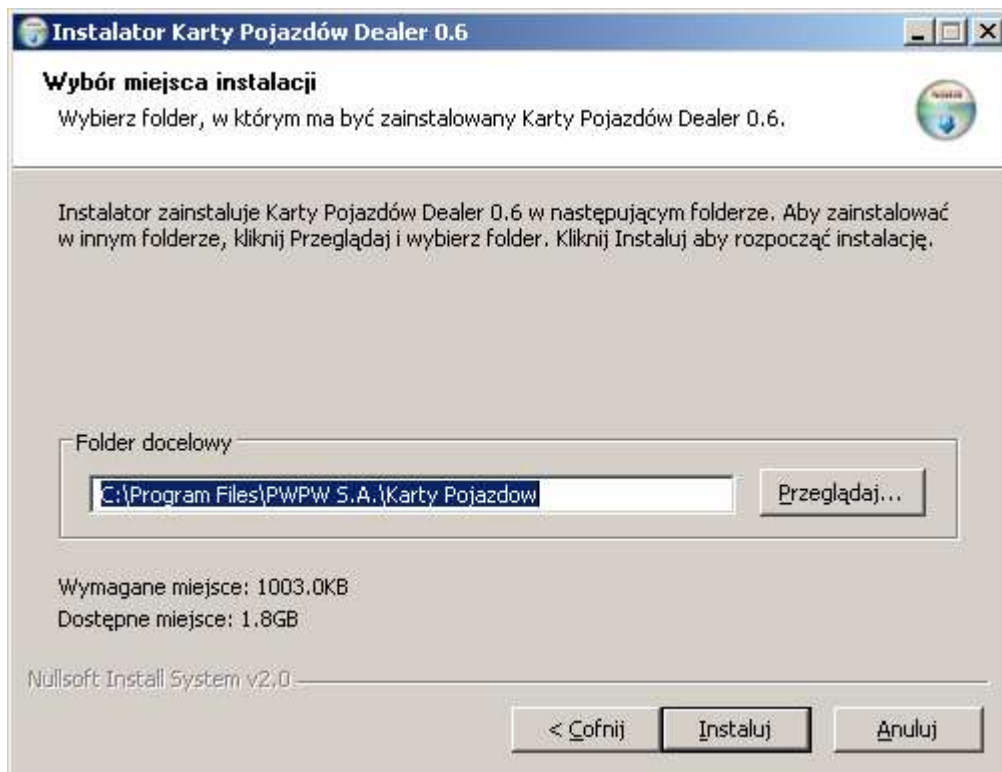 Instalator Karty Pojazdów Dealer 0.6
Wybór miejsca instalacji
Wybierz folder, w którym ma być zainstalowany Karty Pojazdów Dealer 0.6.
Instalator zainstaluje Karty Pojazdów Dealer 0.6 w następującym folderze. Aby zainstalować
w innym folderze, kliknij Przeglądaj i wybierz folder. Kliknij Instaluj aby rozpocząć instalację.
Folder docelowy
C:\Program Files\PWPW S.A.\Karty Pojazdow
Przeglądaj...
Wymagane miejsce: 1003.0KB
Dostępne miejsce: 1.8GB
Nullsoft Install System v2.0
< Cofnij
Instaluj
Anuluj